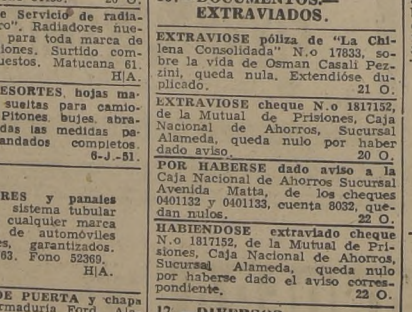 Servicio de radia-
ro". Radiadores nue-
para toda marca de
iones. Surtido com-
uestos. Matucana 61.
H|A.
ESORTES, hojas ma-
sueltas para camio-
Pitones, bujes, abra-
das las medidas pa-
andados completos.
6-J.-51.
RES y panales
sistema tubular
cualquier marca
de automóviles
s, garantizados.
63. Fono 52369.
H|A.
DE PUERTA y chapa
rmaduría Ford
DOCUMENTOS.—
EXTRAVIADOS.
EXTRAVIOSE póliza de "La Chi-
lena Consolidada" N.o 17833, so-
bre la vida de Osman Casali Pez-
zini, queda nula. Extendióse du-
plicado.
21 O.
EXTRAVIOSE cheque N.o 1817152,
de la Mutual de Prisiones, Caja
Nacional de Ahorros, Sucursal
Alameda, queda nulo por haber
dado aviso.
20 O.
POR HABERSE dado aviso a la
Caja Nacional de Ahorros Sucursal
Avenida Matta, de los cheques
0401132 y 0401133, cuenta 8032, que-
dan nulos.
22 O.
HABIENDOSE extraviado cheque
N.o 1817152, de la Mutual de Pri-
siones, Caja Nacional de Ahorros,
Sucursal Alameda, queda nulo
por haberse dado el aviso corres-
pondiente.
22 O.